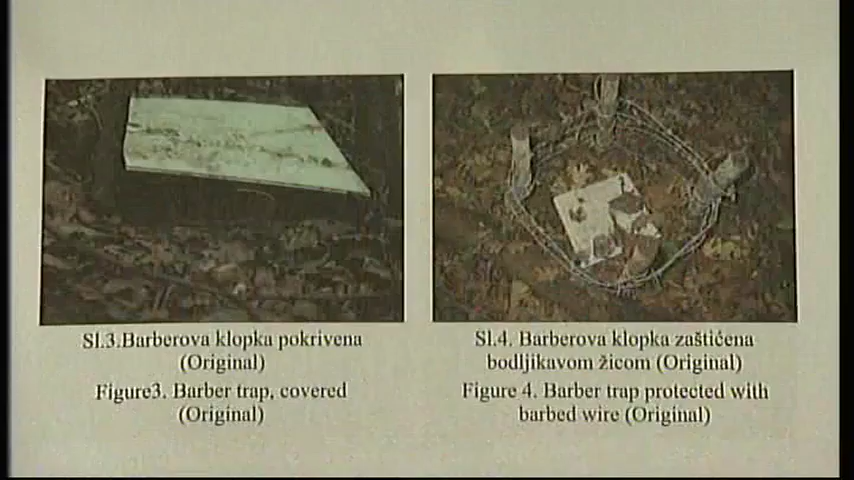 Sl.3.Barberova klopka pokrivena
(Original)
Figure3. Barber trap, covered
(Original)
Sl.4. Barberova klopka zaštićena
bodljikavom žicom (Original)
Figure 4. Barber trap protected with
barbed wire (Original)